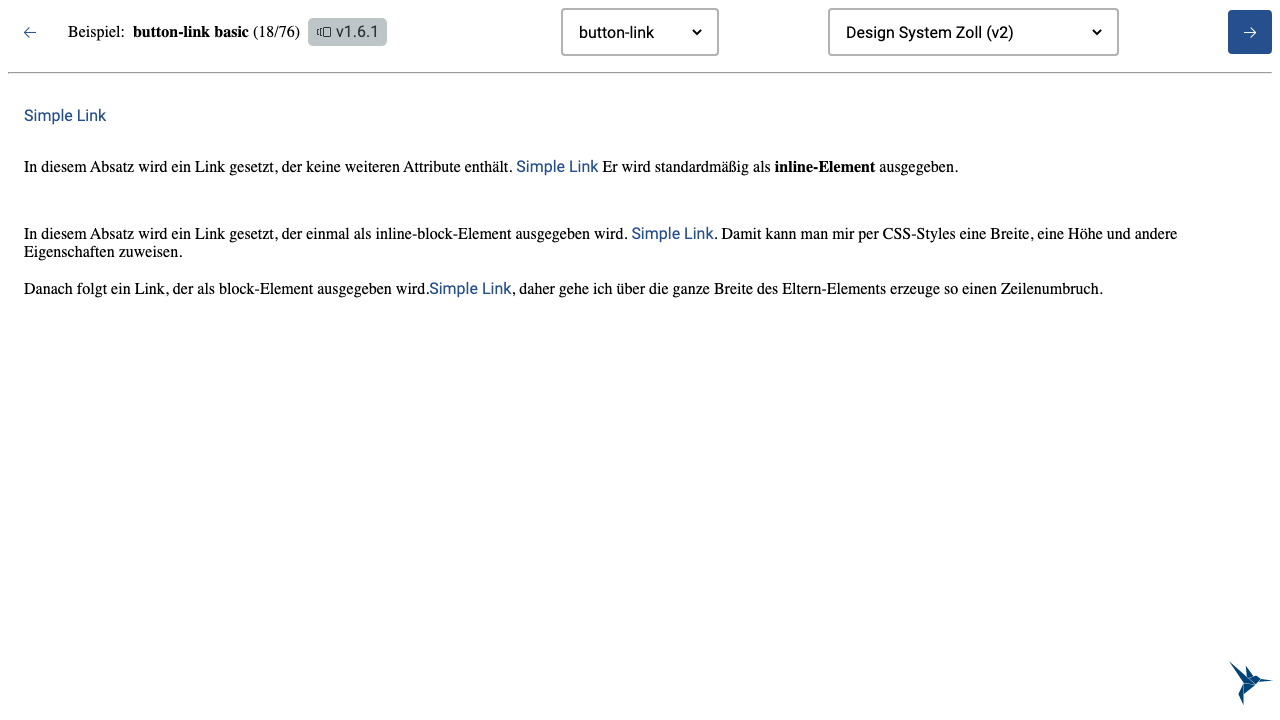 ← Beispiel: button-link basic (18/76) v1.6.1 button-link Design System Zoll (v2) →
Simple Link
In diesem Absatz wird ein Link gesetzt, der keine weiteren Attribute enthält. Simple Link Er wird standardmäßig als inline-Element ausgegeben.
In diesem Absatz wird ein Link gesetzt, der einmal als inline-block-Element ausgegeben wird. Simple Link. Damit kann man mir per CSS-Styles eine Breite, eine Höhe und andere
Eigenschaften zuweisen.
Danach folgt ein Link, der als block-Element ausgegeben wird.Simple Link, daher gehe ich über die ganze Breite des Eltern-Elements erzeuge so einen Zeilenumbruch.